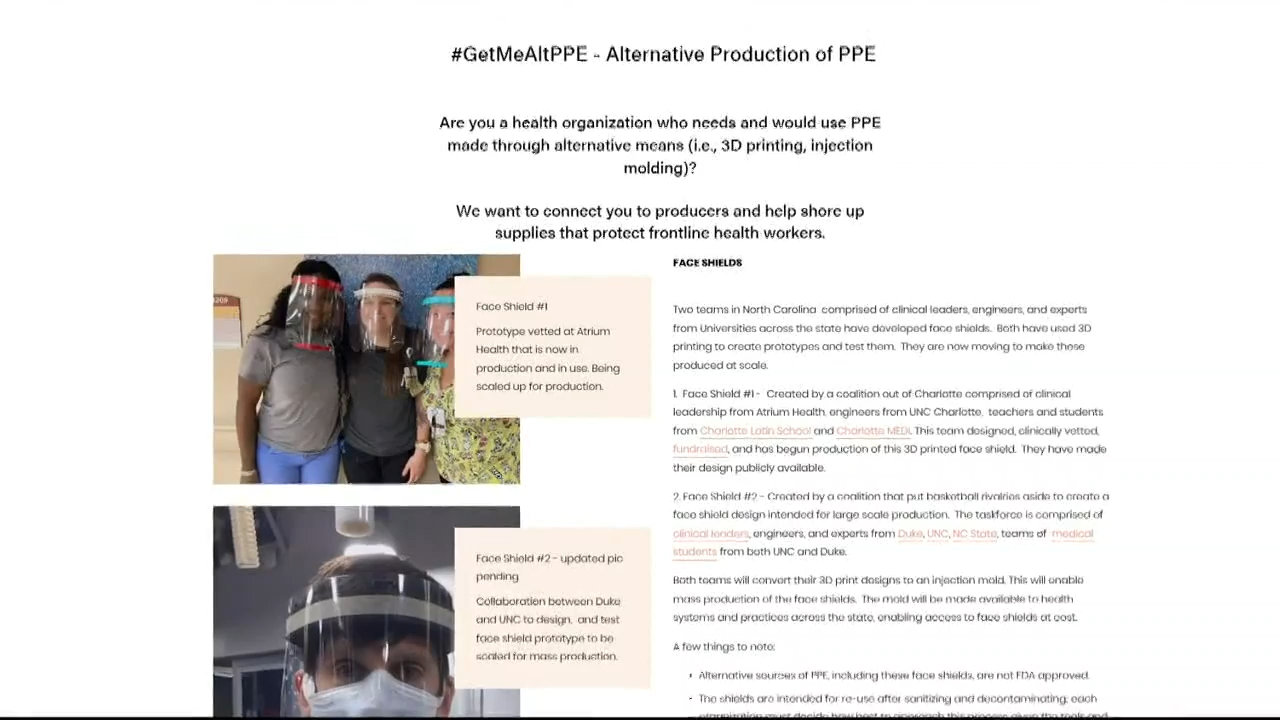 #GetMeAltPPE - Alternative Production of PPE
Are you a health organization who needs and would use PPE
made through alternative means (i.e., 3D printing, injection
molding)?
We want to connect you to producers and help shore up
supplies that protect frontline health workers.
Face Shield #1
Prototype vetted at Atrium
Health that is now in
production and in use. Being
scaled up for production.
Face Shield #2 - updated pic
pending
Collaboration between Duke
and UNC to design, and test
face shield prototype to be
scaled for mass production.
FACE SHIELDS
Two teams in North Carolina comprised of clinical leaders, engineers, and experts
from Universities across the state have developed face shields. Both have used 3D
printing to create prototypes and test them. They are now moving to make these
produced at scale.
1. Face Shield #1 - Created by a coalition out of Charlotte comprised of clinical
leadership from Atrium Health, engineers from UNC Charlotte, teachers and students
from Charlotte Latin School and Charlotte MEDI. This team designed, clinically vetted,
fundraised, and has begun production of this 3D printed face shield. They have made
their design publicly available.
2. Face Shield #2 - Created by a coalition that put basketball rivalries aside to create a
face shield design intended for large scale production. The taskforce is comprised of
clinical leaders, engineers, and experts from Duke, UNC, NC State, teams of medical
students from both UNC and Duke.
Both teams will convert their 3D print designs to an injection mold. This will enable
mass production of the face shields. The mold will be made available to health
systems and practices across the state, enabling access to face shields at cost.
A few things to note:
• Alternative sources of PPE, including these face shields, are not FDA approved.
• The shields are intended for re-use after sanitizing and decontaminating; each
organization must decide how best to approach this process given the tools and